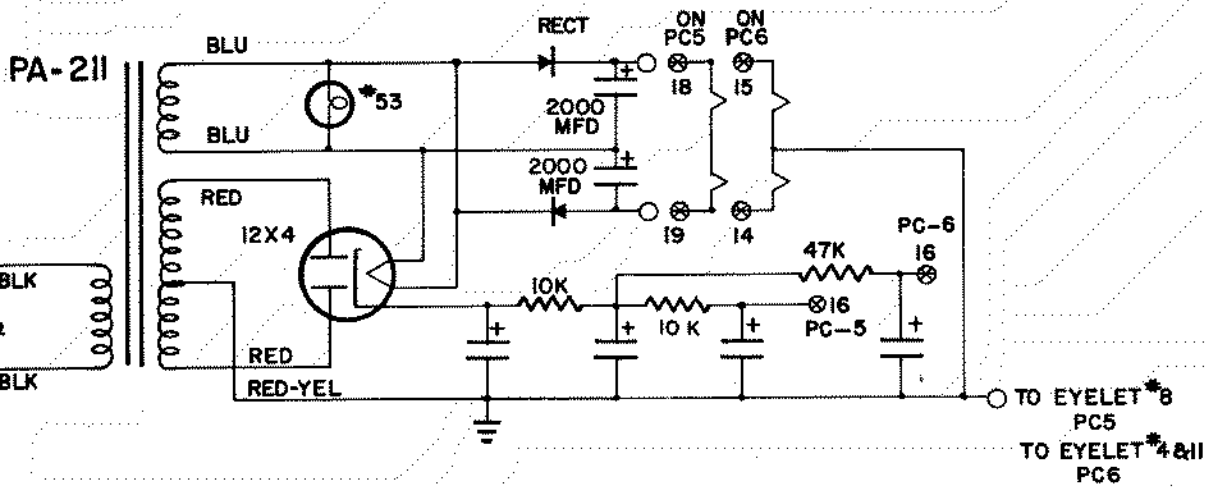 PA-211
BLU
*53
BLU
RED
12X4
RED
RED-YEL
BLK
BLK
RECT
+
2000
MFD
2000
MFD
+
ON
PC5
18
19
ON
PC6
15
14
10K
+
+
10 K
+
47K
PC-6
16
16
PC-5
+
TO EYELET *8
PC5
TO EYELET *4&11
PC6